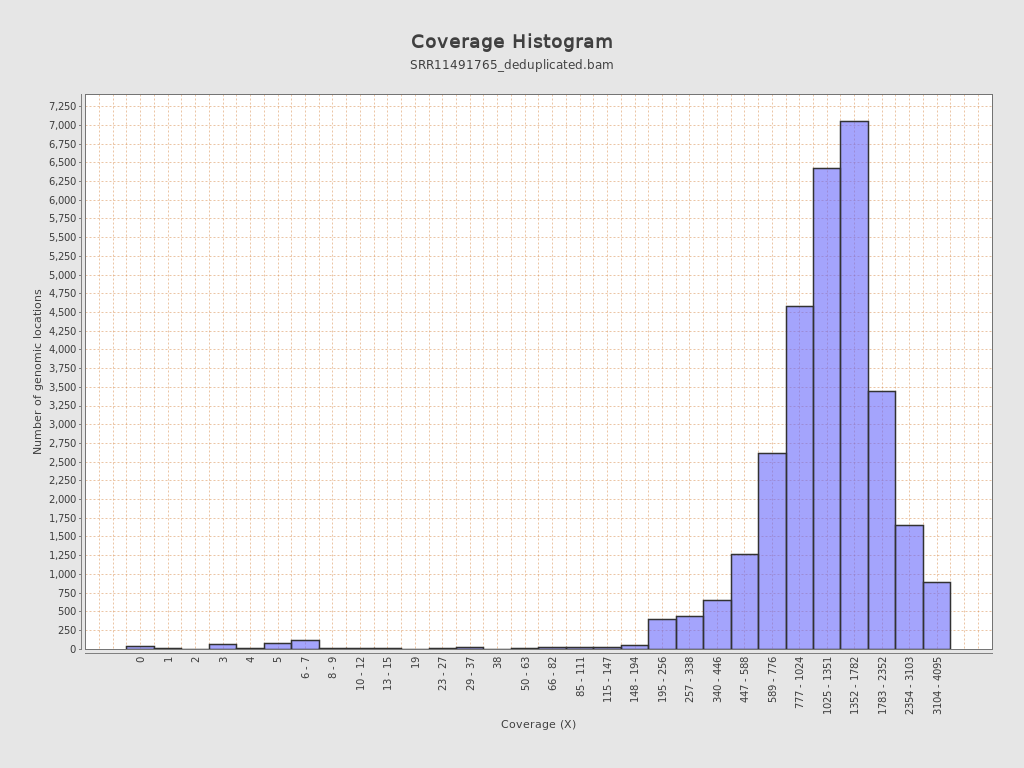 Coverage Histogram
SRR11491765_deduplicated.bam
7,250
7,000
6,750
6,500
6,250
6,000
5,750
5,500
5,250
5,000
4,750
4,500
4,250
4,000
3,750
3,500
3,250
3,000
2,750
2,500
2,250
2,000
1,750
1,500
1,250
1,000
750
500
250
0
Number of genomic locations
0
1
2
3
4
5
6 - 7
8 - 9
10 - 12
13 - 15
19
23 - 27
29 - 37
38
50 - 63
66 - 82
85 - 111
115 - 147
148 - 194
195 - 256
257 - 338
340 - 446
447 - 588
589 - 776
777 - 1024
1025 - 1351
1352 - 1782
1783 - 2352
2354 - 3103
3104 - 4095
Coverage (X)